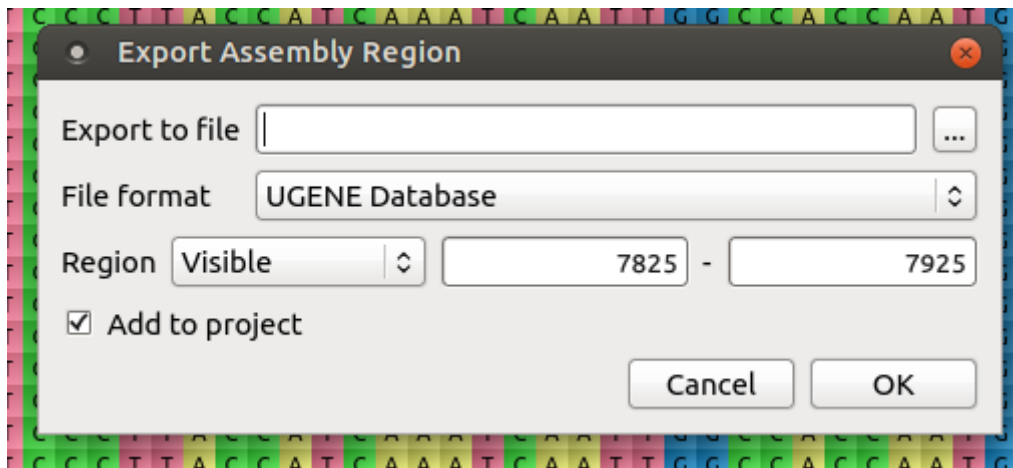 C C C T T A C C A T C A A A T C A A T T G G C C A C C A A T G
Export Assembly Region
Export to file ...
File format UGENE Database
Region Visible 7825 - 7925
Add to project
Cancel OK
C C C T T A C C A T C A A A T C A A T T G G C C A C C A A T G